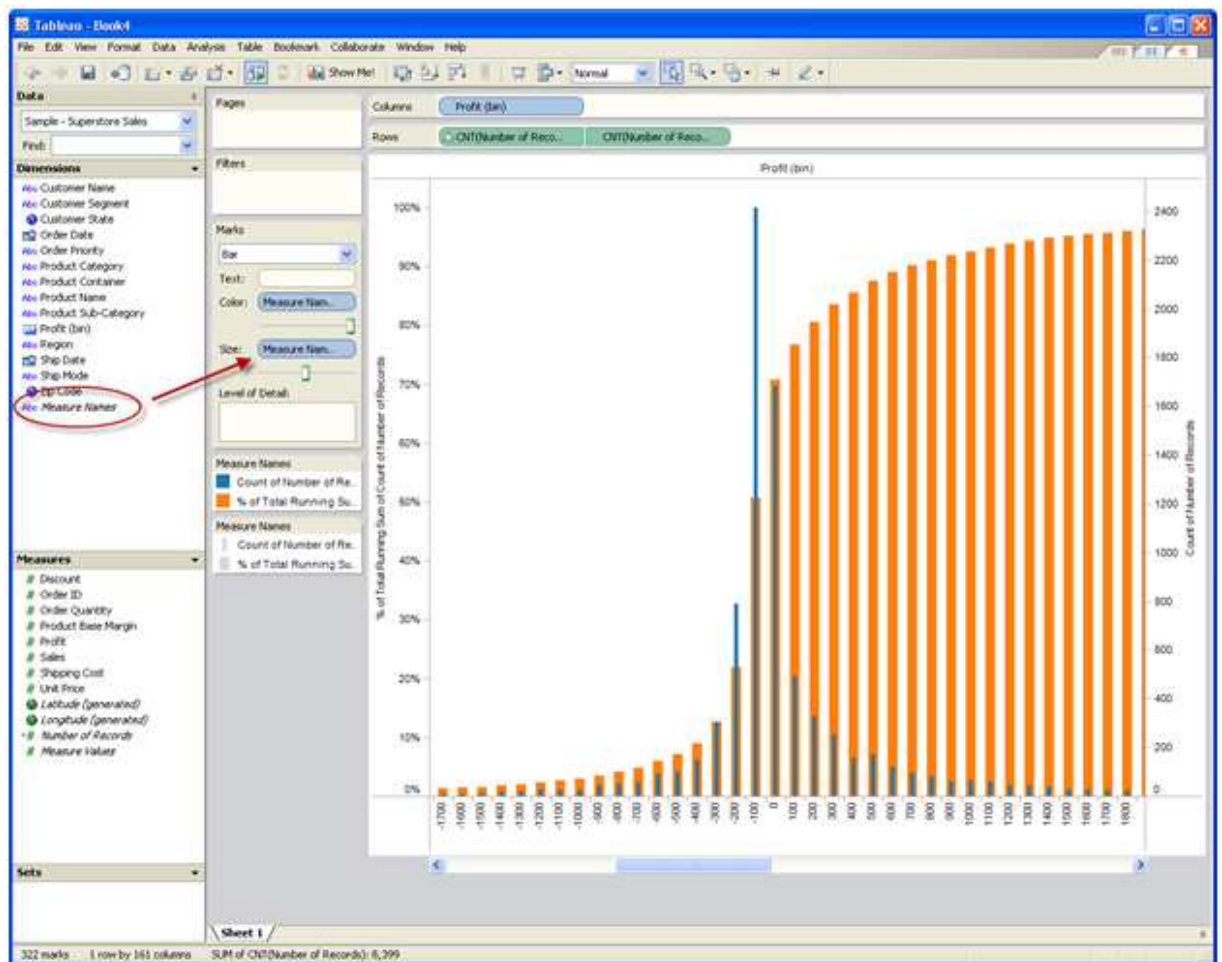 Tableau - Book4
File Edit View Format Data Analysis Table Bookmark Collaborate Window Help
Show Me! Normal
Data
Sample - Superstore Sales
Find:
Dimensions
Abc Customer Name
Abc Customer Segment
Customer State
Order Date
Abc Order Priority
Abc Product Category
Abc Product Container
Abc Product Name
Abc Product Sub-Category
Profit (bin)
Abc Region
Ship Date
Abc Ship Mode
Zip Code
Abc Measure Names
Measures
# Discount
# Order ID
# Order Quantity
# Product Base Margin
# Profit
# Sales
# Shipping Cost
# Unit Price
Latitude (generated)
Longitude (generated)
# Number of Records
# Measure Values
Sets
Pages
Filters
Marks
Bar
Text:
Color: Measure Nam...
Size: Measure Nam...
Level of Detail:
Measure Names
Count of Number of Re..
% of Total Running Su..
Measure Names
Count of Number of Re..
% of Total Running Su..
Columns Profit (bin)
Rows CNT(Number of Reco... CNT(Number of Reco...
Profit (bin)
% of Total Running Sum of Count of Number of Records
100%
90%
80%
70%
60%
50%
40%
30%
20%
10%
0%
2400
2200
2000
1800
1600
1400
1200
1000
800
600
400
200
0
Count of Number of Records
-1700 -1600 -1500 -1400 -1300 -1200 -1100 -1000 -900 -800 -700 -600 -500 -400 -300 -200 -100 0 100 200 300 400 500 600 700 800 900 1000 1100 1200 1300 1400 1500 1600 1700 1800
Sheet 1
322 marks 1 row by 161 columns SUM of CNT(Number of Records): 8,399